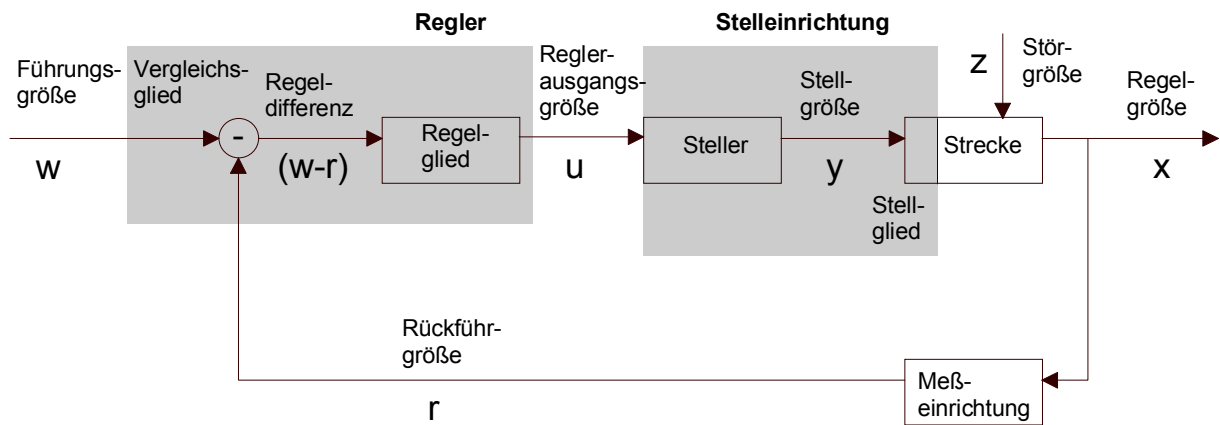 Regler
Stelleinrichtung
Führungs-
größe
Vergleichs-
glied
Regel-
differenz
Regler-
ausgangs-
größe
Stell-
größe
z
Stör-
größe
Regel-
größe
-
Regel-
glied
Steller
Strecke
w
(w-r)
u
y
x
Stell-
glied
Rückführ-
größe
r
Meß-
einrichtung